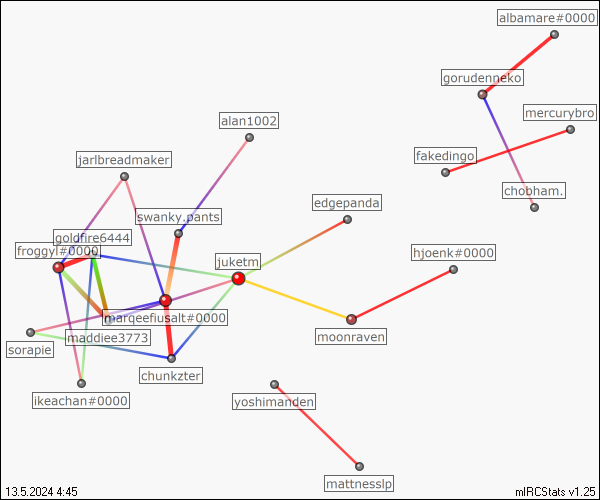 albamare#0000
gorudenneko
mercurybro
alan1002
fakedingo
jarlbreadmaker
chobham.
edgepanda
swanky.pants
goldfire6444
froggyl#0000
hjoenk#0000
juketm
marqeefiusalt#0000
moonraven
maddiee3773
sorapie
chunkzter
ikeachan#0000
yoshimanden
mattnesslp
13.5.2024 4:45
mIRCStats v1.25